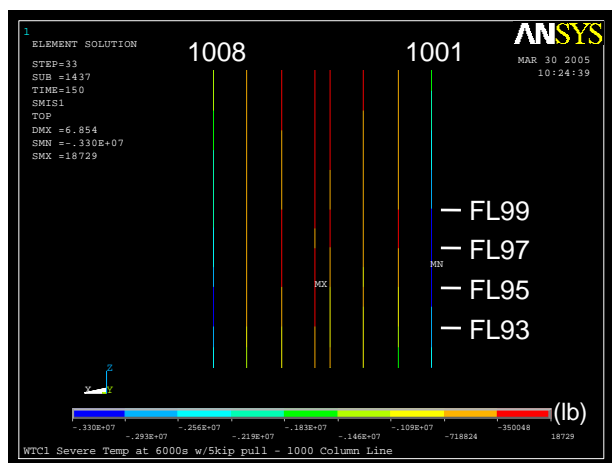 1
ELEMENT SOLUTION
STEP=33
SUB =1437
TIME=150
SMIS1
TOP
DMX =6.854
SMN =-.330E+07
SMX =18729
1008
1001
ANSYS
MAR 30 2005
10:24:39
FL99
FL97
MN
MX
FL95
FL93
Z
X Y
(lb)
-.330E+07 -.256E+07 -.183E+07 -.109E+07 -350048
-.293E+07 -.219E+07 -.146E+07 -718824 18729
WTC1 Severe Temp at 6000s w/5kip pull - 1000 Column Line